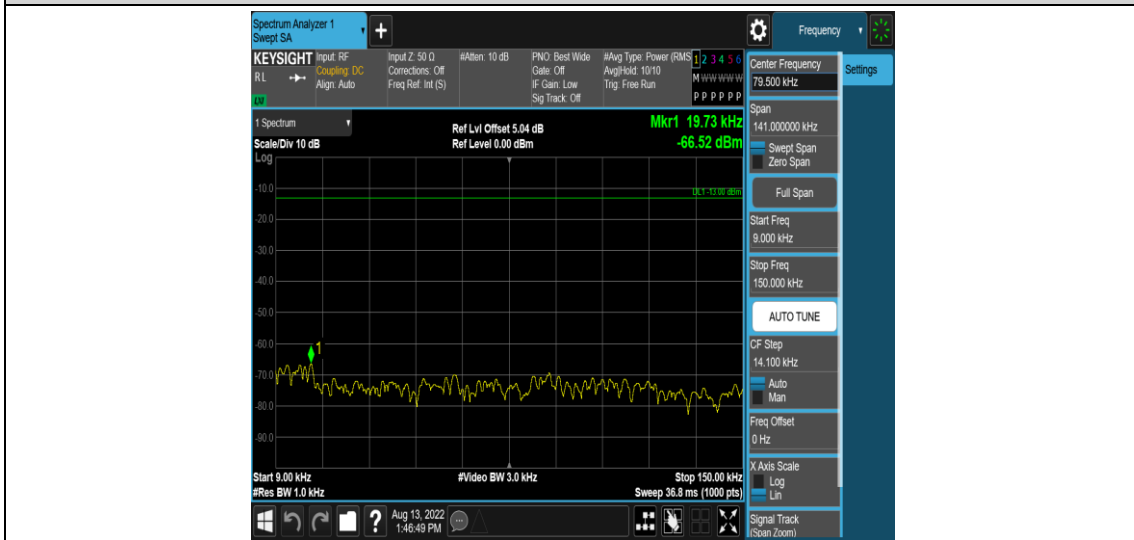 Spectrum Analyzer 1
Swept SA
+
Frequency
KEYSIGHT
RL
LXI
Input: RF
Coupling: DC
Align: Auto
Input Z: 50 Ω
Corrections: Off
Freq Ref: Int (S)
#Atten: 10 dB
PNO: Best Wide
Gate: Off
IF Gain: Low
Sig Track: Off
#Avg Type: Power (RMS
Avg|Hold: 10/10
Trig: Free Run
1 2 3 4 5 6
M W W W W W
P P P P P P
1 Spectrum
Scale/Div 10 dB
Log
Ref Lvl Offset 5.04 dB
Ref Level 0.00 dBm
Mkr1 19.73 kHz
-66.52 dBm
DL1 -13.00 dBm
-10.0
-20.0
-30.0
-40.0
-50.0
-60.0
-70.0
-80.0
-90.0
1
Start 9.00 kHz
#Res BW 1.0 kHz
#Video BW 3.0 kHz
Stop 150.00 kHz
Sweep 36.8 ms (1000 pts)
Center Frequency
79.500 kHz
Settings
Span
141.000000 kHz
Swept Span
Zero Span
Full Span
Start Freq
9.000 kHz
Stop Freq
150.000 kHz
AUTO TUNE
CF Step
14.100 kHz
Auto
Man
Freq Offset
0 Hz
X Axis Scale
Log
Lin
Signal Track
(Span Zoom)
?
Aug 13, 2022
1:46:49 PM